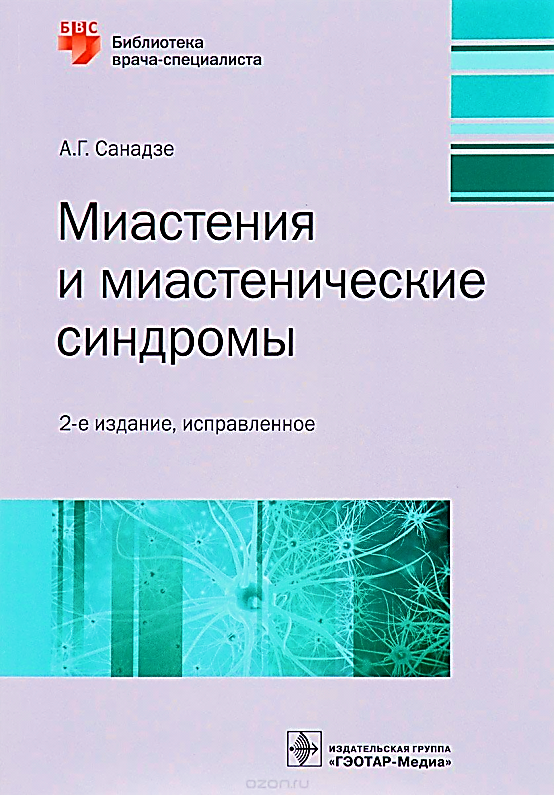 БВС
Библиотека
врача-специалиста
А.Г. Санадзе
Миастения
и миастенические
синдромы
2-е издание, исправленное
ИЗДАТЕЛЬСКАЯ ГРУППА
«ГЭОТАР-Медиа»
ozon.ru